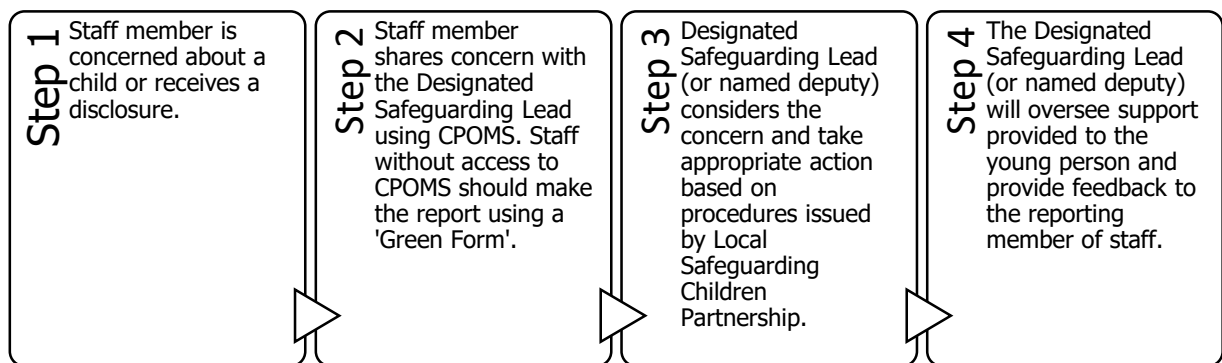 Step 1
Staff member is
concerned about a
child or receives a
disclosure.
Step 2
Staff member
shares concern with
the Designated
Safeguarding Lead
using CPOMS. Staff
without access to
CPOMS should make
the report using a
'Green Form'.
Step 3
Designated
Safeguarding Lead
(or named deputy)
considers the
concern and take
appropriate action
based on
procedures issued
by Local
Safeguarding
Children
Partnership.
Step 4
The Designated
Safeguarding Lead
(or named deputy)
will oversee support
provided to the
young person and
provide feedback to
the reporting
member of staff.